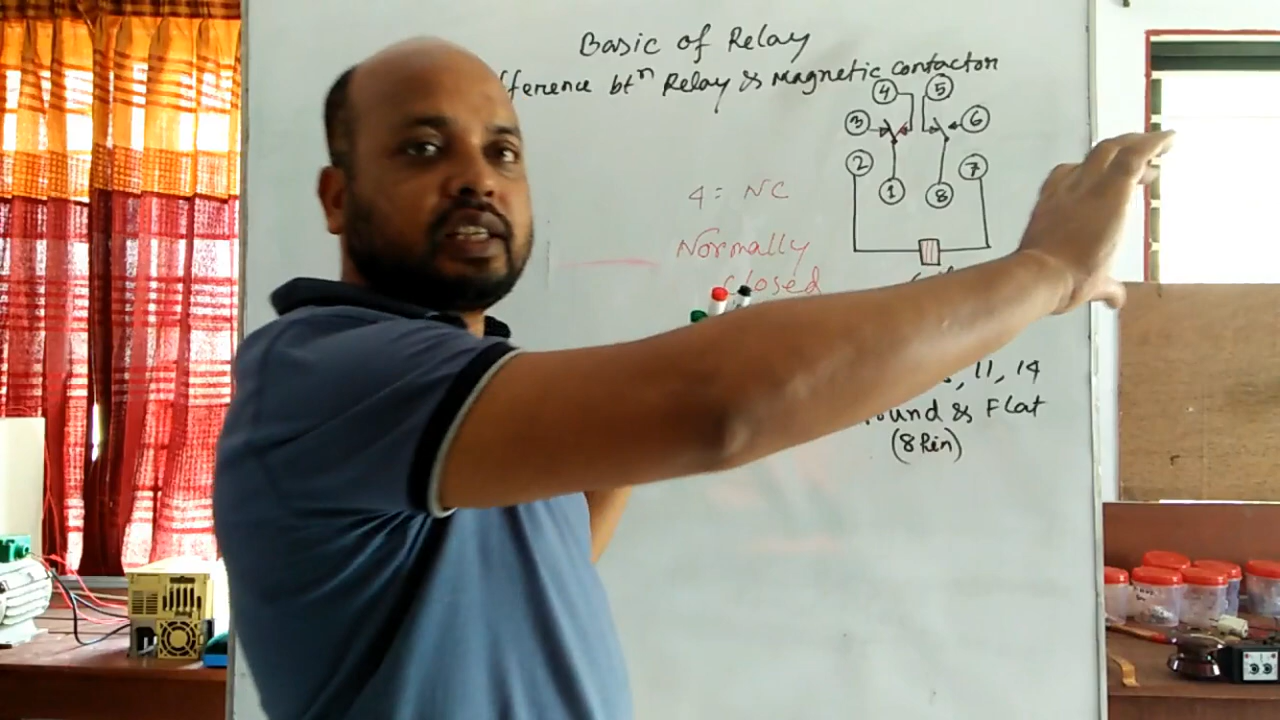 Basic of Relay
fference btn Relay & Magnetic contactor
4 5
3 6
2 7
1 8
4 = NC
Normally
closed
, 11, 14
ound & Flat
(8 Pin)